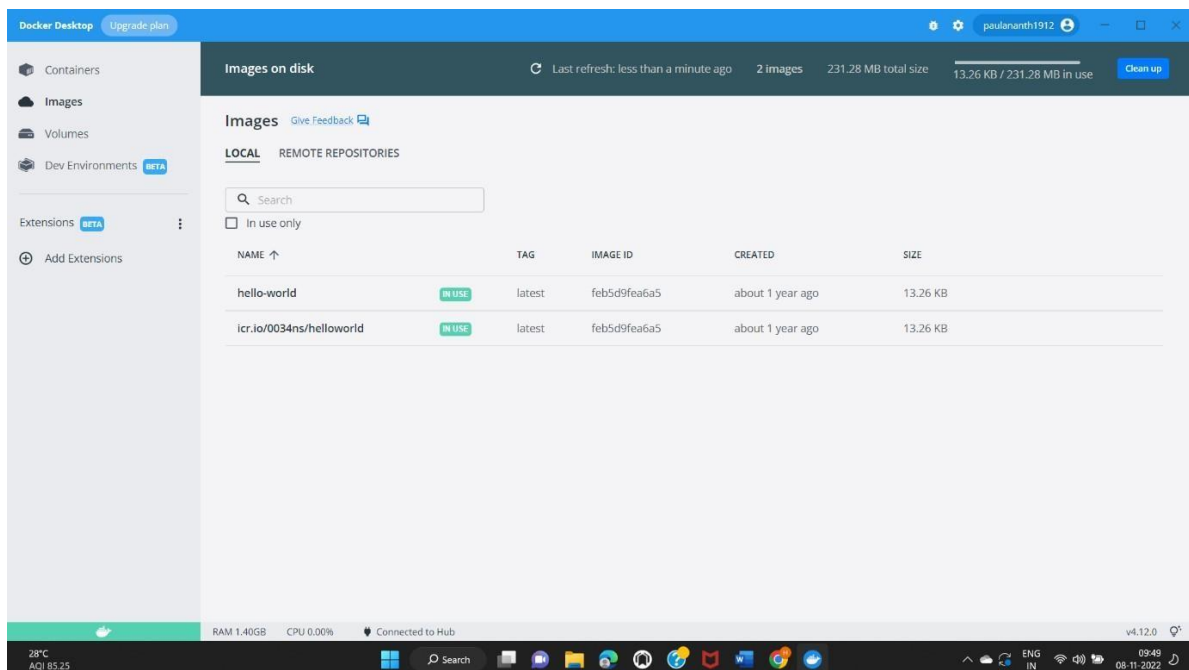 Docker Desktop Upgrade plan paulananth1912
Containers
Images
Volumes
Dev Environments BETA
Extensions BETA
Add Extensions
Images on disk Last refresh: less than a minute ago 2 images 231.28 MB total size 13.26 KB / 231.28 MB in use Clean up
Images Give Feedback
LOCAL REMOTE REPOSITORIES
Search
In use only
NAME TAG IMAGE ID CREATED SIZE
hello-world IN USE latest feb5d9fea6a5 about 1 year ago 13.26 KB
icr.io/0034ns/helloworld IN USE latest feb5d9fea6a5 about 1 year ago 13.26 KB
RAM 1.40GB CPU 0.00% Connected to Hub v4.12.0
28°C
AQI 85.25
Search
ENG
IN
09:49
08-11-2022